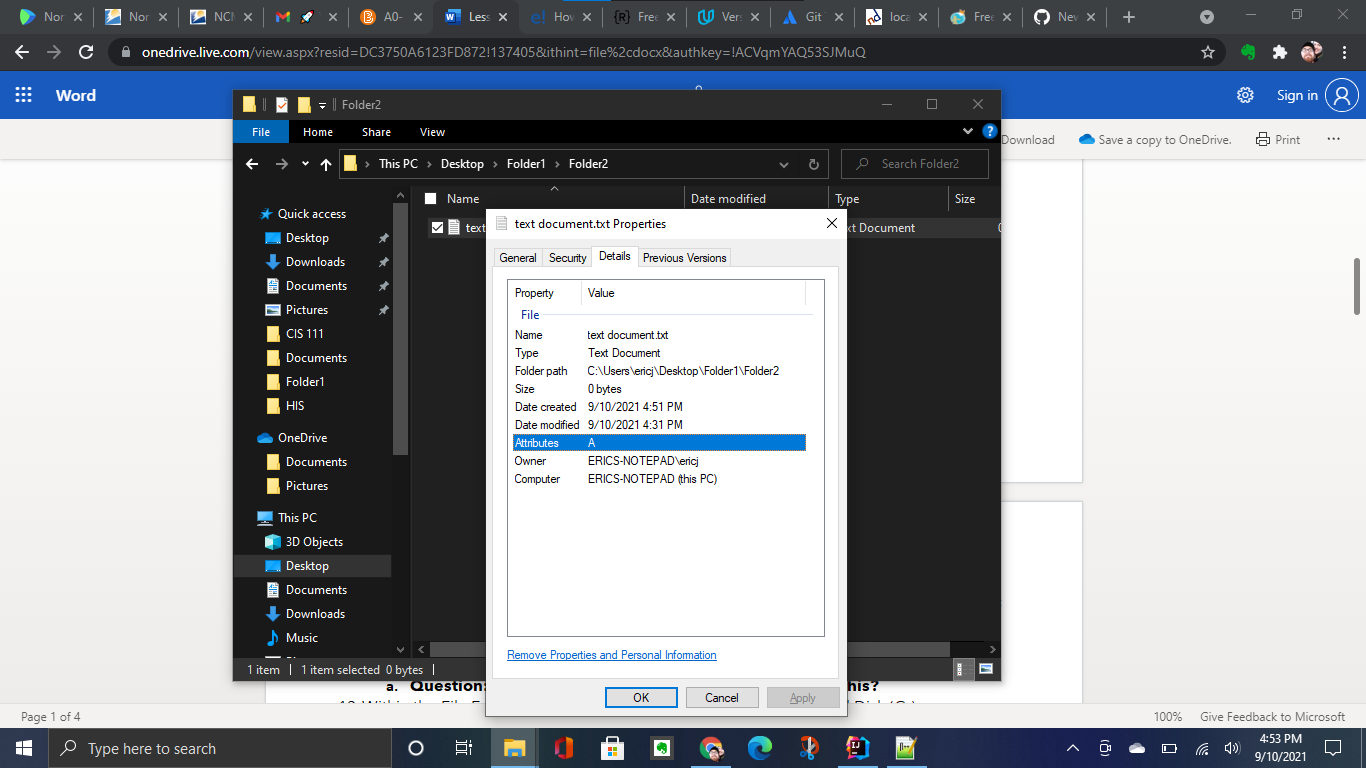 Nor
Nor
NCN
A0-
Less
Hov
Free
Vers
Git
loca
Free
Nev
onedrive.live.com/view.aspx?resid=DC3750A6123FD872!137405&ithint=file%2cdocx&authkey=!ACVqmYAQ53SJMuQ
Word
Sign in
Download
Save a copy to OneDrive.
Print
Folder2
File
Home
Share
View
This PC
Desktop
Folder1
Folder2
Search Folder2
Name
Date modified
Type
Size
text
xt Document
0
Quick access
Desktop
Downloads
Documents
Pictures
CIS 111
Documents
Folder1
HIS
OneDrive
Documents
Pictures
This PC
3D Objects
Desktop
Documents
Downloads
Music
text document.txt Properties
General
Security
Details
Previous Versions
Property Value
File
Name text document.txt
Type Text Document
Folder path C:\Users\ericj\Desktop\Folder1\Folder2
Size 0 bytes
Date created 9/10/2021 4:51 PM
Date modified 9/10/2021 4:31 PM
Attributes A
Owner ERICS-NOTEPAD\ericj
Computer ERICS-NOTEPAD (this PC)
Remove Properties and Personal Information
OK
Cancel
Apply
1 item
1 item selected 0 bytes
a. Question: his?
Page 1 of 4
100%
Give Feedback to Microsoft
Type here to search
4:53 PM
9/10/2021